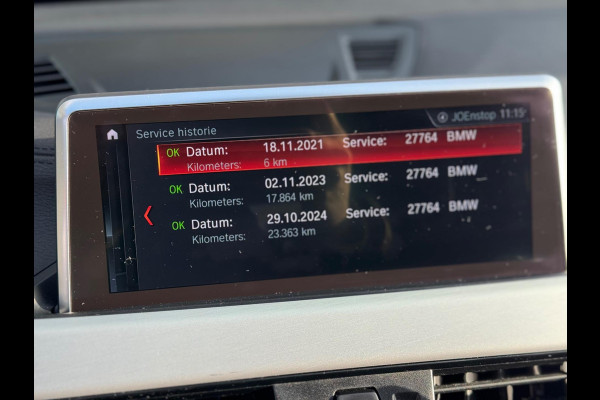 JOEnstop 11:15
Service historie
OK Datum: 18.11.2021 Service: 27764 BMW
Kilometers: 6 km
OK Datum: 02.11.2023 Service: 27764 BMW
Kilometers: 17.864 km
OK Datum: 29.10.2024 Service: 27764 BMW
Kilometers: 23.363 km